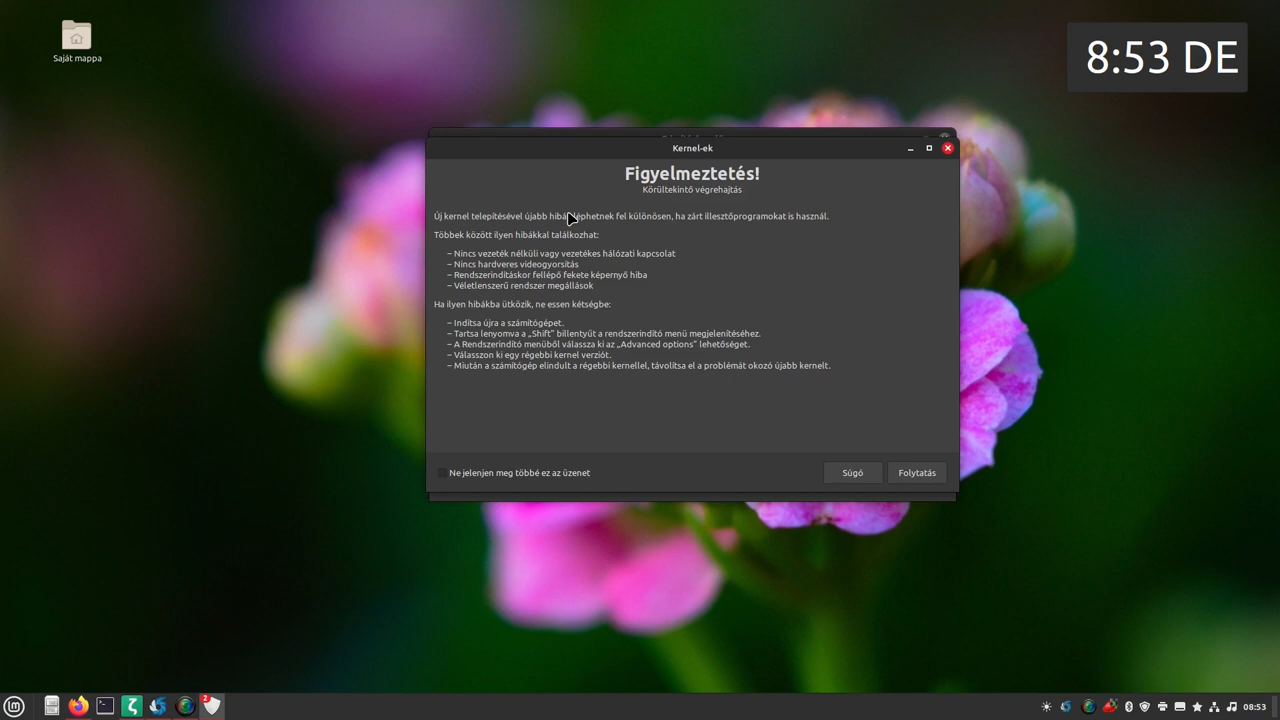 Saját mappa
8:53 DE
Kernel-ek
Figyelmeztetés!
Körültekintő végrehajtás
Új kernel telepítésével újabb léphetnek fel különösen, ha zárt illesztőprogramokat is használ.
Többek között ilyen hibákkal találkozhat:
– Nincs vezeték nélküli vagy vezetékes hálózati kapcsolat
– Nincs hardveres videogyorsítás
– Rendszerindításkor fellépő fekete képernyő hiba
– Véletlenszerű rendszer megállások
Ha ilyen hibákba ütközik, ne essen kétségbe:
– Indítsa újra a számítógépet.
– Tartsa lenyomva a „Shift” billentyűt a rendszerindító menü megjelenítéséhez.
– A Rendszerindító menüből válassza ki az „Advanced options” lehetőséget.
– Válasszon ki egy régebbi kernel verziót.
– Miután a számítógép elindult a régebbi kernellel, távolítsa el a problémát okozó újabb kernelt.
Ne jelenjen meg többé ez az üzenet
Súgó
Folytatás
2
08:53